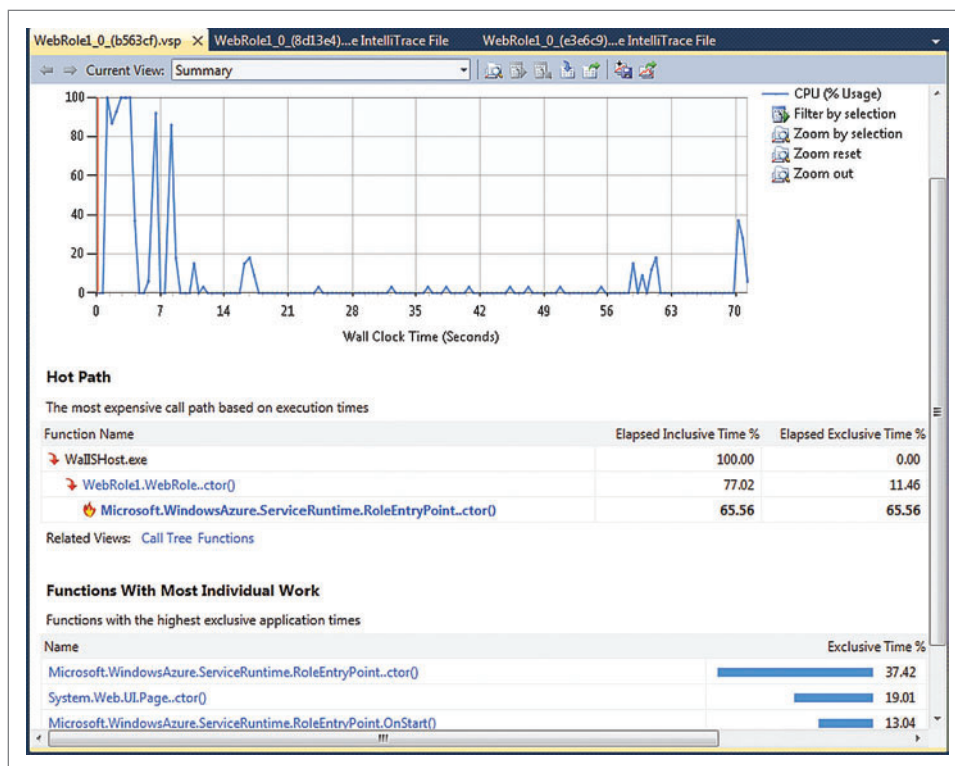 WebRole1_0_(b563cf).vsp X WebRole1_0_(8d13e4)...e IntelliTrace File WebRole1_0_(e3e6c9)...e IntelliTrace File
Current View: Summary
100
80
60
40
20
0
0 7 14 21 28 35 42 49 56 63 70
Wall Clock Time (Seconds)
CPU (% Usage)
Filter by selection
Zoom by selection
Zoom reset
Zoom out
Hot Path
The most expensive call path based on execution times
Function Name Elapsed Inclusive Time % Elapsed Exclusive Time %
WaIISHost.exe 100.00 0.00
WebRole1.WebRole..ctor() 77.02 11.46
Microsoft.WindowsAzure.ServiceRuntime.RoleEntryPoint..ctor() 65.56 65.56
Related Views: Call Tree Functions
Functions With Most Individual Work
Functions with the highest exclusive application times
Name Exclusive Time %
Microsoft.WindowsAzure.ServiceRuntime.RoleEntryPoint..ctor() 37.42
System.Web.UI.Page..ctor() 19.01
Microsoft.WindowsAzure.ServiceRuntime.RoleEntryPoint.OnStart() 13.04